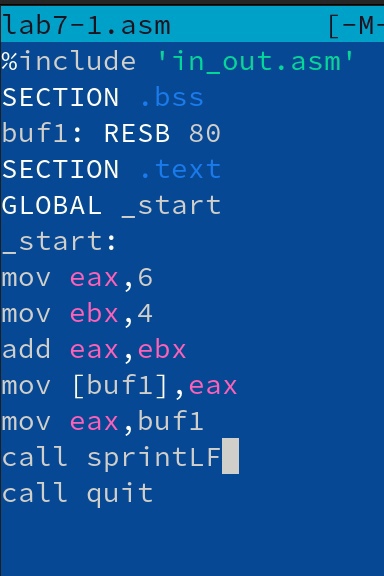 lab7-1.asm [-M-
%include 'in_out.asm'
SECTION .bss
buf1: RESB 80
SECTION .text
GLOBAL _start
_start:
mov eax,6
mov ebx,4
add eax,ebx
mov [buf1],eax
mov eax,buf1
call sprintLF
call quit